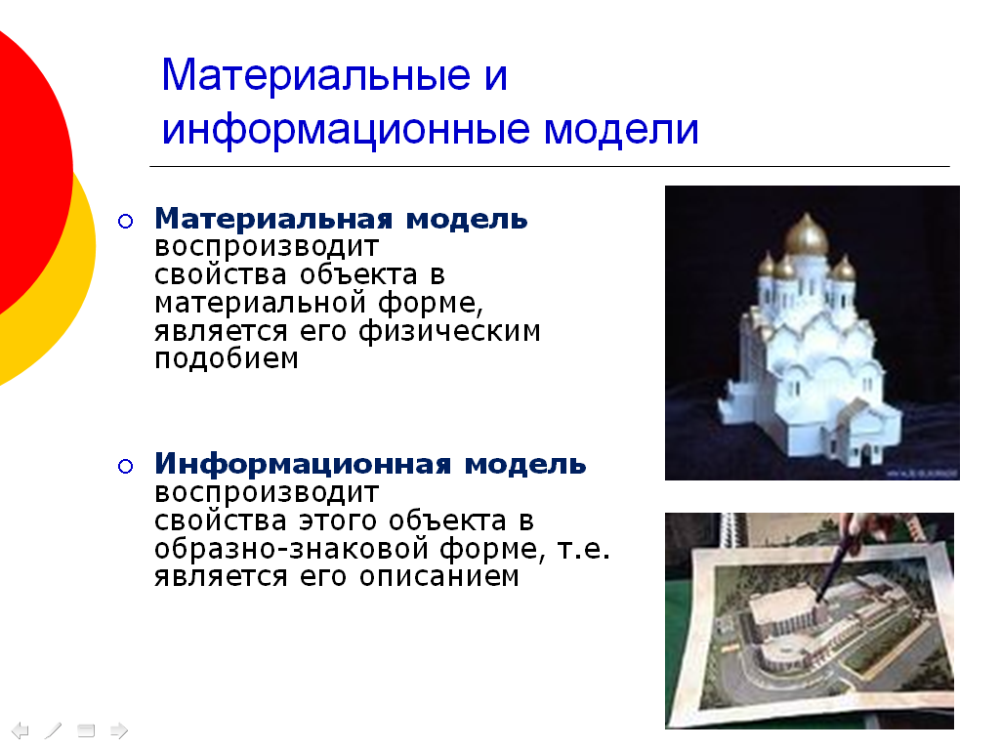 Материальные и
информационные модели
Материальная модель
воспроизводит
свойства объекта в
материальной форме,
является его физическим
подобием
Информационная модель
воспроизводит
свойства этого объекта в
образно-знаковой форме, т.е.
является его описанием